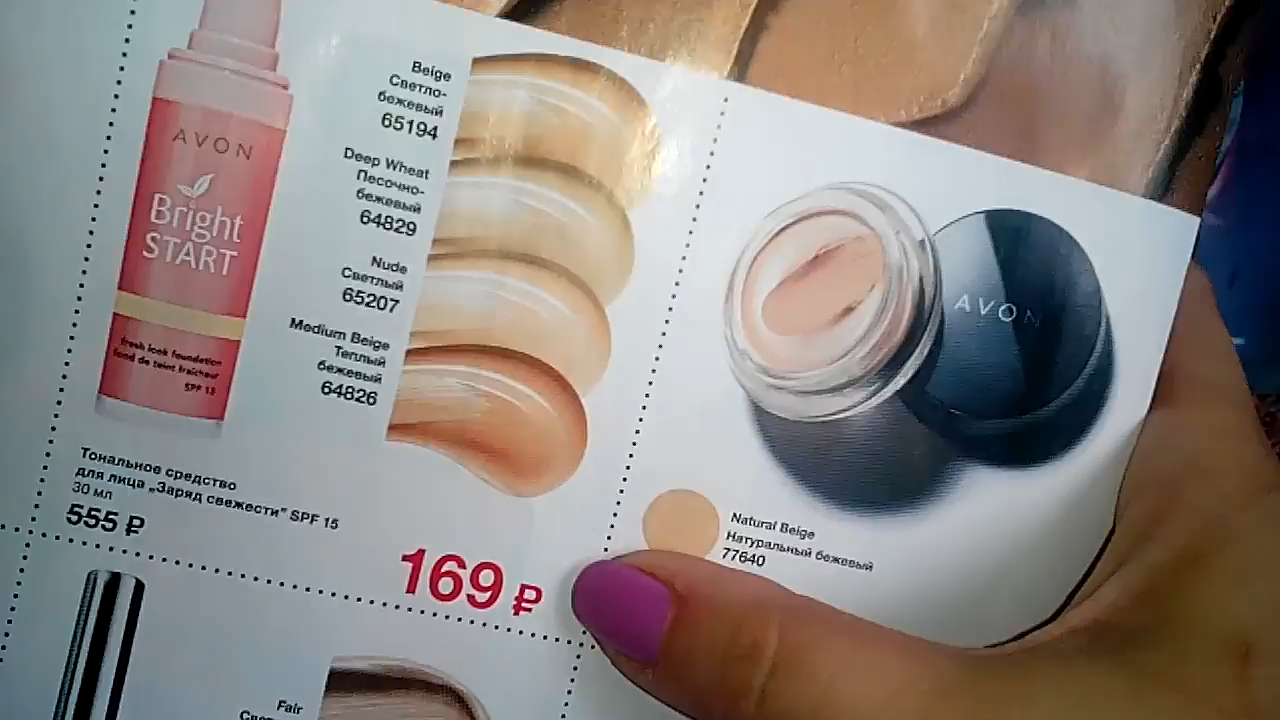 AVON
Bright
START
fresh look foundation
fond de teint fraîcheur
SPF 15
Beige
Светло-
бежевый
65194
Deep Wheat
Песочно-
бежевый
64829
Nude
Светлый
65207
Medium Beige
Теплый
бежевый
64826
Тональное средство
для лица „Заряд свежести" SPF 15
30 мл
555 ₽
169 ₽
AVON
Natural Beige
Натуральный бежевый
77640
Fair